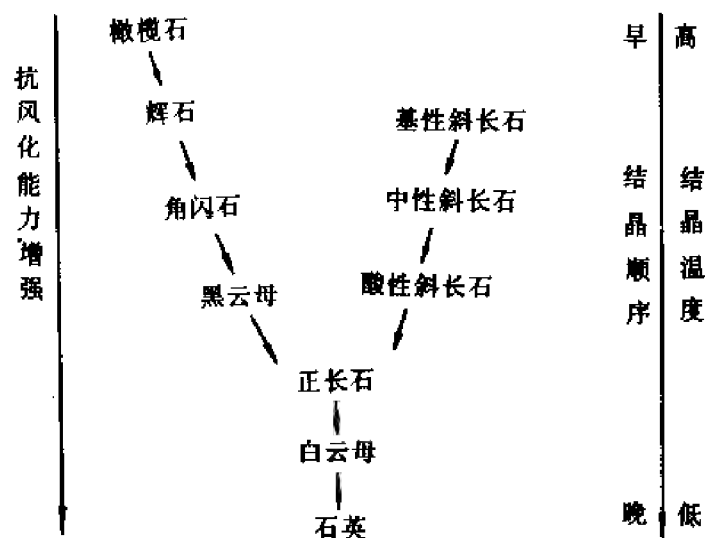 橄榄石
早 高
抗风化能力增强
辉石
基性斜长石
角闪石
中性斜长石
结晶顺序
结晶温度
黑云母
酸性斜长石
正长石
白云母
石英
晚 低